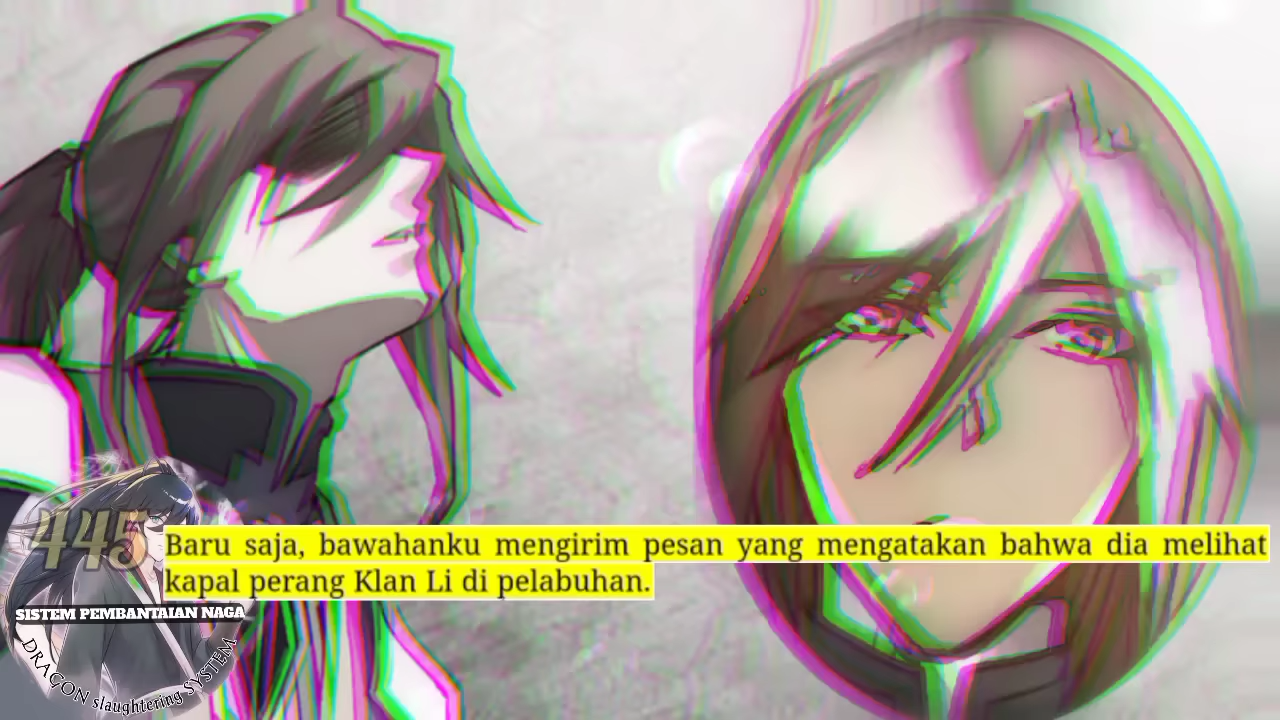 Baru saja, bawahanku mengirim pesan yang mengatakan bahwa dia melihat
kapal perang Klan Li di pelabuhan.
445
SISTEM PEMBANTAIAN NAGA
DRAGON slaughtering SYSTEM